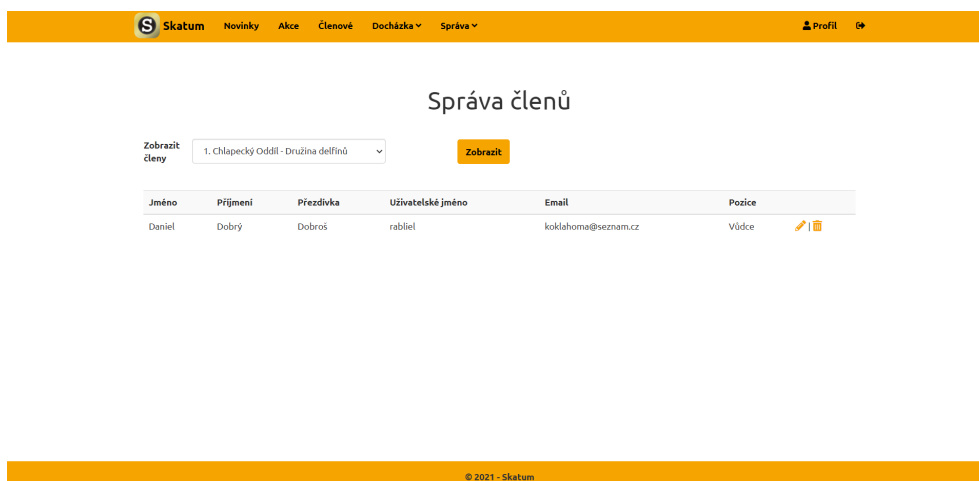 S Skatum Novinky Akce Členové Docházka Správa Profil
Správa členů
Zobrazit členy
1. Chlapecký Oddíl - Družina delfínů
Zobrazit
Jméno Příjmení Přezdívka Uživatelské jméno Email Pozice
Daniel Dobrý Dobroš rabliel koklahoma@seznam.cz Vůdce
© 2021 - Skatum